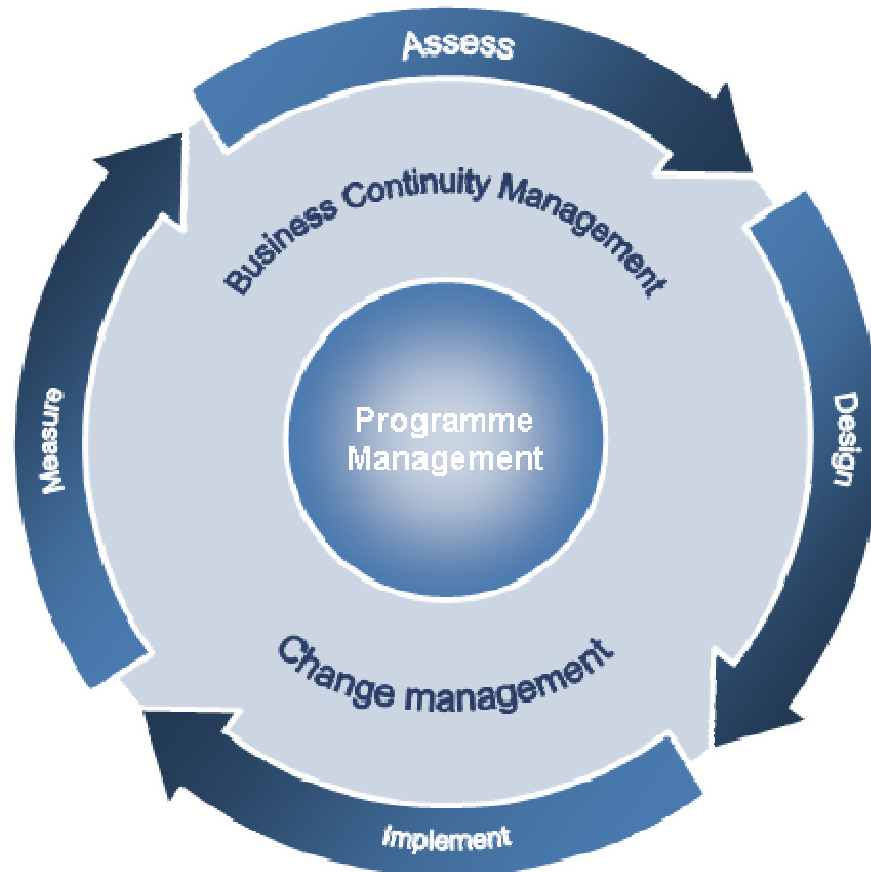 Assess
Business Continuity Management
Programme
Management
Design
Measure
Change management
Implement